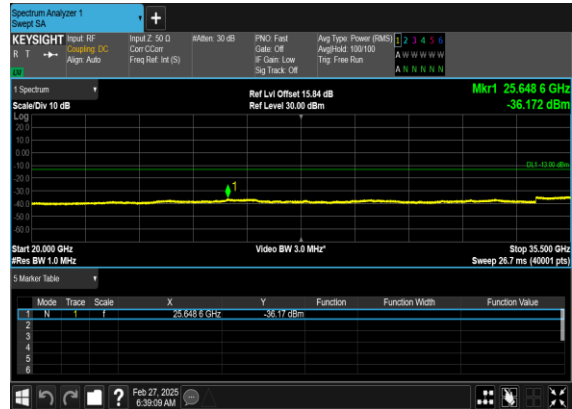 Spectrum Analyzer 1
Swept SA
+
KEYSIGHT Input: RF Input Z: 50 Ω #Atten: 30 dB PNO: Fast Avg Type: Power (RMS) 1 2 3 4 5 6
R T Coupling: DC Corr CCorr Gate: Off Avg|Hold: 100/100 A W W W W W
Align: Auto Freq Ref: Int (S) IF Gain: Low Trig: Free Run
Sig Track: Off A N N N N N
1 Spectrum Ref Lvl Offset 15.84 dB Mkr1 25.648 6 GHz
Scale/Div 10 dB Ref Level 30.00 dBm -36.172 dBm
Log
20.0
10.0
0.00
-10.0
DL1 -13.00 dBm
-20.0
-30.0
1
-40.0
-50.0
-60.0
Start 20.000 GHz Video BW 3.0 MHz* Stop 35.500 GHz
#Res BW 1.0 MHz Sweep 26.7 ms (40001 pts)
5 Marker Table
Mode Trace Scale X Y Function Function Width Function Value
1 N 1 f 25.648 6 GHz -36.17 dBm
2
3
4
5
6
? Feb 27, 2025
6:39:09 AM